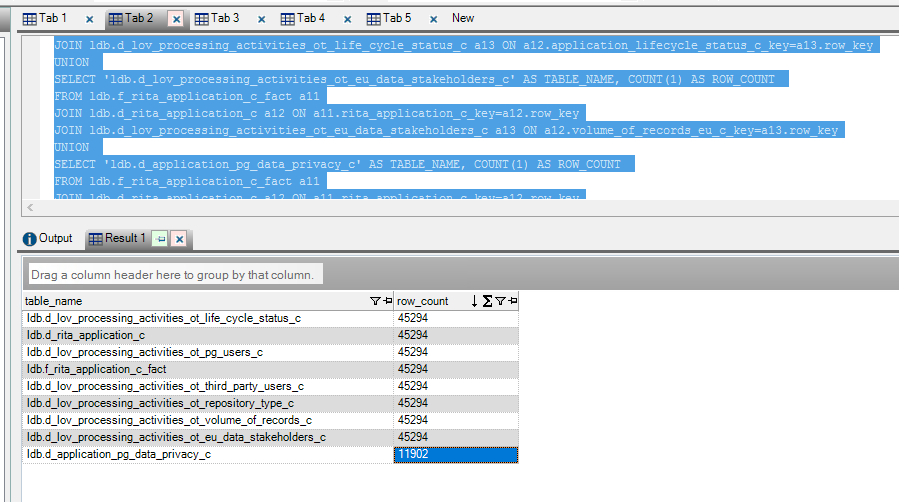 Tab 1 x Tab 2 x Tab 3 x Tab 4 x Tab 5 x New
JOIN ldb.d_lov_processing_activities_ot_life_cycle_status_c a13 ON a12.application_lifecycle_status_c_key=a13.row_key
UNION
SELECT 'ldb.d_lov_processing_activities_ot_eu_data_stakeholders_c' AS TABLE_NAME, COUNT(1) AS ROW_COUNT
FROM ldb.f_rita_application_c_fact a11
JOIN ldb.d_rita_application_c a12 ON a11.rita_application_c_key=a12.row_key
JOIN ldb.d_lov_processing_activities_ot_eu_data_stakeholders_c a13 ON a12.volume_of_records_eu_c_key=a13.row_key
UNION
SELECT 'ldb.d_application_pg_data_privacy_c' AS TABLE_NAME, COUNT(1) AS ROW_COUNT
FROM ldb.f_rita_application_c_fact a11
JOIN ldb.d_rita_application_c a12 ON a11.rita_application_c_key=a12.row_key
Output Result 1 x
Drag a column header here to group by that column.
table_name row_count
ldb.d_lov_processing_activities_ot_life_cycle_status_c 45294
ldb.d_rita_application_c 45294
ldb.d_lov_processing_activities_ot_pg_users_c 45294
ldb.f_rita_application_c_fact 45294
ldb.d_lov_processing_activities_ot_third_party_users_c 45294
ldb.d_lov_processing_activities_ot_repository_type_c 45294
ldb.d_lov_processing_activities_ot_volume_of_records_c 45294
ldb.d_lov_processing_activities_ot_eu_data_stakeholders_c 45294
ldb.d_application_pg_data_privacy_c 11902